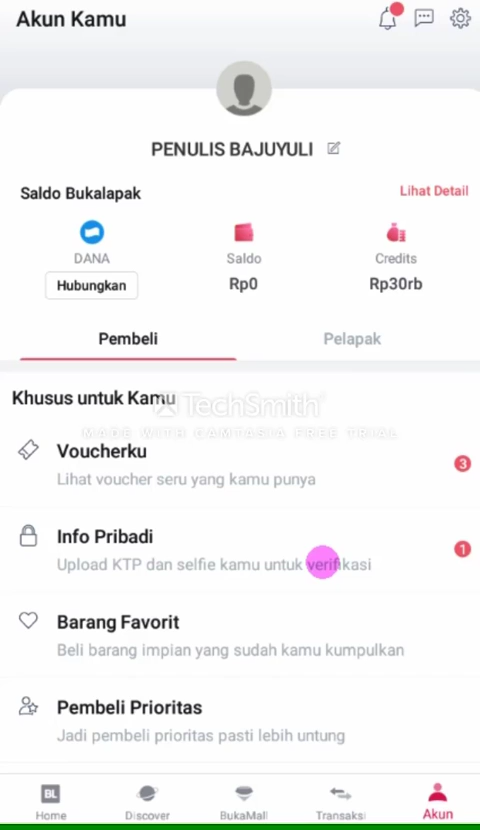 Akun Kamu
PENULIS BAJUYULI
Saldo Bukalapak
Lihat Detail
DANA
Saldo
Credits
Hubungkan
Rp0
Rp30rb
Pembeli
Pelapak
Khusus untuk Kamu
TechSmith
MADE WITH CAMTASIA FREE TRIAL
Voucherku
Lihat voucher seru yang kamu punya
3
Info Pribadi
Upload KTP dan selfie kamu untuk verifikasi
1
Barang Favorit
Beli barang impian yang sudah kamu kumpulkan
Pembeli Prioritas
Jadi pembeli prioritas pasti lebih untung
BL
Home
Discover
BukaMall
Transaksi
Akun